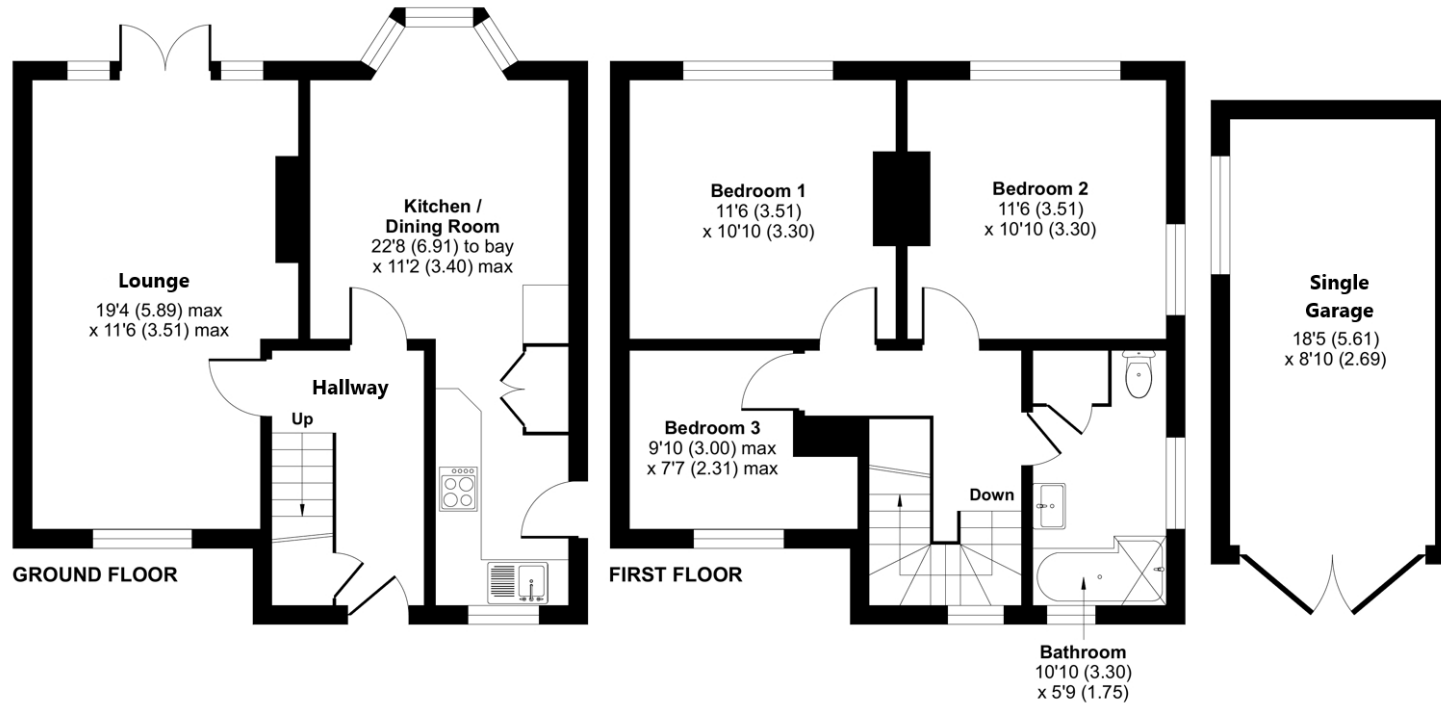 Lounge
19'4 (5.89) max
x 11'6 (3.51) max
Kitchen /
Dining Room
22'8 (6.91) to bay
x 11'2 (3.40) max
Hallway
Up
GROUND FLOOR
Bedroom 1
11'6 (3.51)
x 10'10 (3.30)
Bedroom 2
11'6 (3.51)
x 10'10 (3.30)
Bedroom 3
9'10 (3.00) max
x 7'7 (2.31) max
Down
FIRST FLOOR
Bathroom
10'10 (3.30)
x 5'9 (1.75)
Single
Garage
18'5 (5.61)
x 8'10 (2.69)